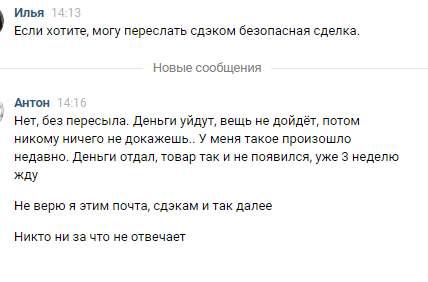 Илья 14:13
Если хотите, могу переслать сдэком безопасная сделка.
Новые сообщения
Антон 14:16
Нет, без пересыла. Деньги уйдут, вещь не дойдёт, потом
никому ничего не докажешь.. У меня такое произошло
недавно. Деньги отдал, товар так и не появился, уже 3 неделю
жду
Не верю я этим почта, сдэкам и так далее
Никто ни за что не отвечает